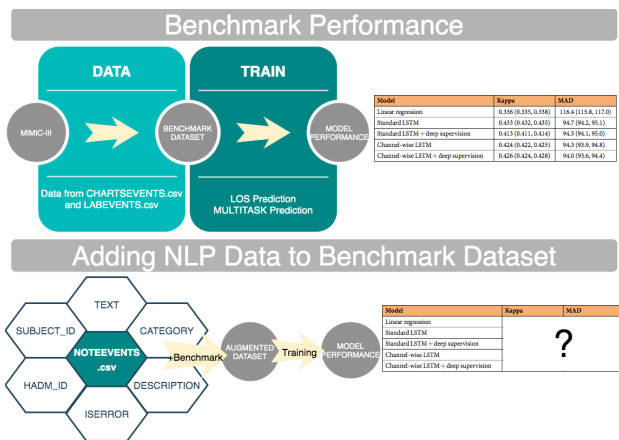 Benchmark Performance
DATA
TRAIN
MIMIC-III
BENCHMARK
DATASET
MODEL
PERFORMANCE
Data from CHARTSEVENTS.csv
and LABEVENTS.csv
LOS Prediction
MULTITASK Prediction
Model Kappa MAD
Linear regression 0.336 (0.335, 0.338) 116.4 (115.8, 117.0)
Standard LSTM 0.433 (0.432, 0.435) 94.7 (94.2, 95.1)
Standard LSTM + deep supervision 0.413 (0.411, 0.414) 94.5 (94.1, 95.0)
Channel-wise LSTM 0.424 (0.422, 0.425) 94.3 (93.9, 94.8)
Channel-wise LSTM + deep supervision 0.426 (0.424, 0.428) 94.0 (93.6, 94.4)
Adding NLP Data to Benchmark Dataset
TEXT
SUBJECT_ID
CATEGORY
NOTEEVENTS
.csv
HADM_ID
DESCRIPTION
ISERROR
+Benchmark
AUGMENTED
DATASET
Training
MODEL
PERFORMANCE
Model Kappa MAD
Linear regression
Standard LSTM
Standard LSTM + deep supervision
Channel-wise LSTM
Channel-wise LSTM + deep supervision
?